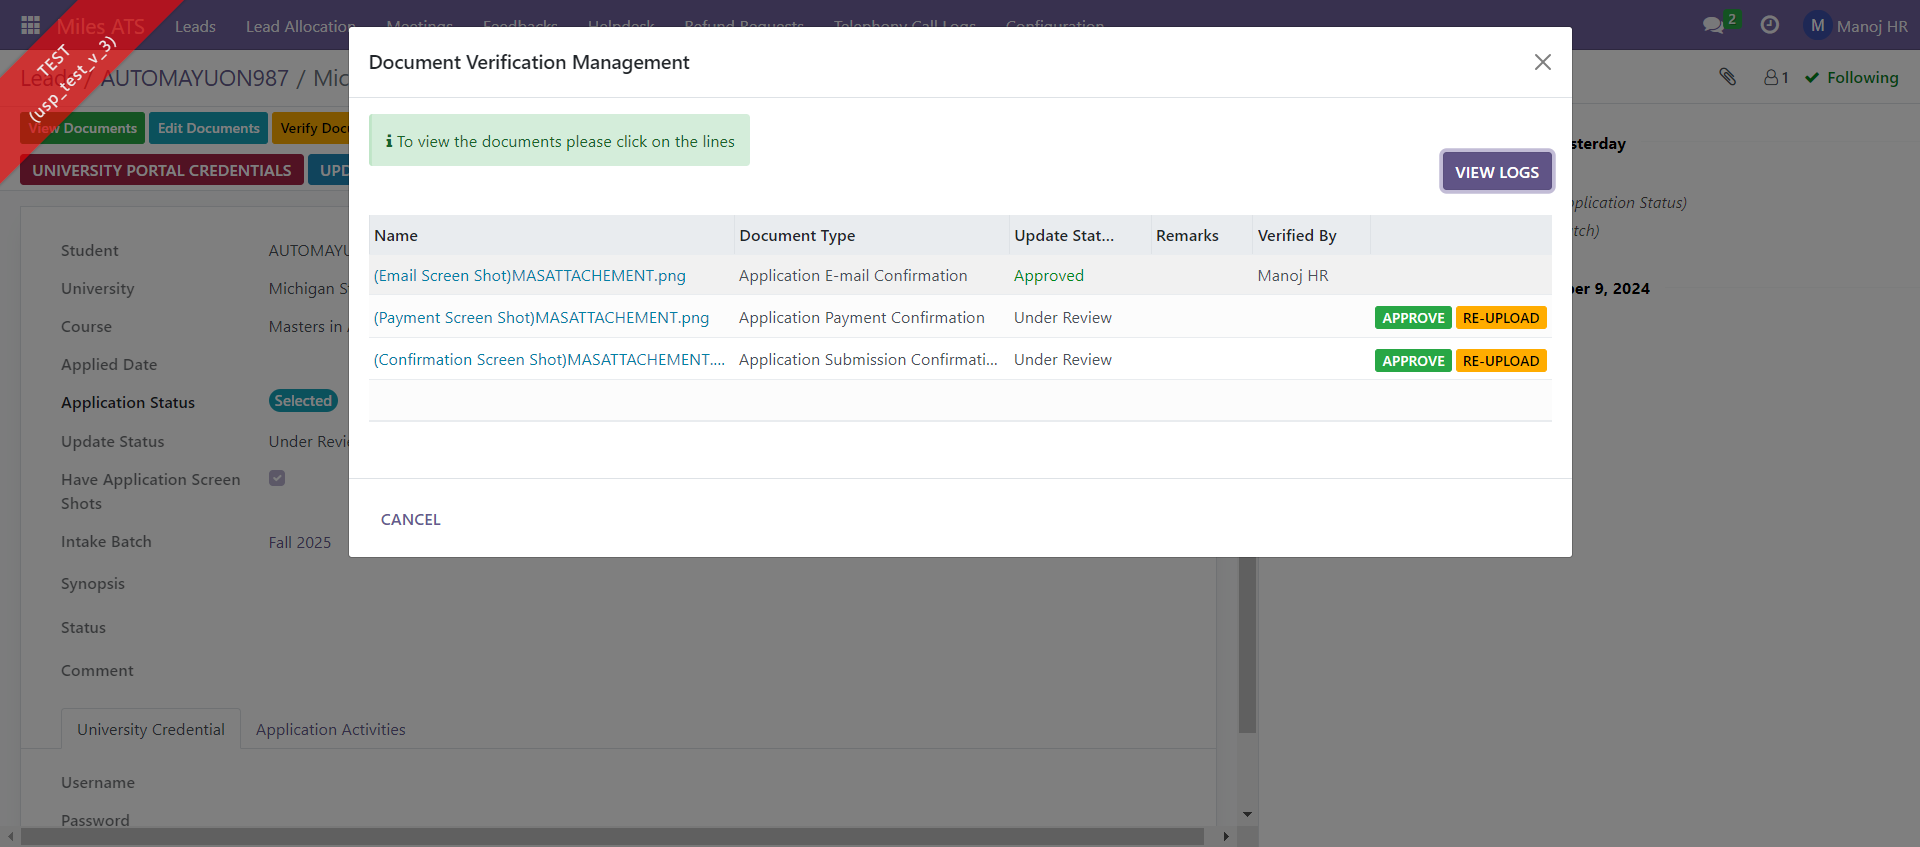 Miles ATS Leads Lead Allocation Meetings Feedbacks Helpdesk Refund Requests Telephony Call Logs Configuration 2 M Manoj HR
TEST
(usp_test_v_3)
Leads / AUTOMAYUON987 / Mic
1 Following
View Documents Edit Documents Verify Docu
UNIVERSITY PORTAL CREDENTIALS UPD
Document Verification Management
To view the documents please click on the lines
VIEW LOGS
Name Document Type Update Stat... Remarks Verified By
(Email Screen Shot)MASATTACHEMENT.png Application E-mail Confirmation Approved Manoj HR
(Payment Screen Shot)MASATTACHEMENT.png Application Payment Confirmation Under Review APPROVE RE-UPLOAD
(Confirmation Screen Shot)MASATTACHEMENT.... Application Submission Confirmati... Under Review APPROVE RE-UPLOAD
CANCEL
Student AUTOMAYU
University Michigan S
Course Masters in
Applied Date
Application Status Selected
Update Status Under Revi
Have Application Screen
Shots
Intake Batch Fall 2025
Synopsis
Status
Comment
University Credential Application Activities
Username
Password
sterday
plication Status)
tch)
er 9, 2024